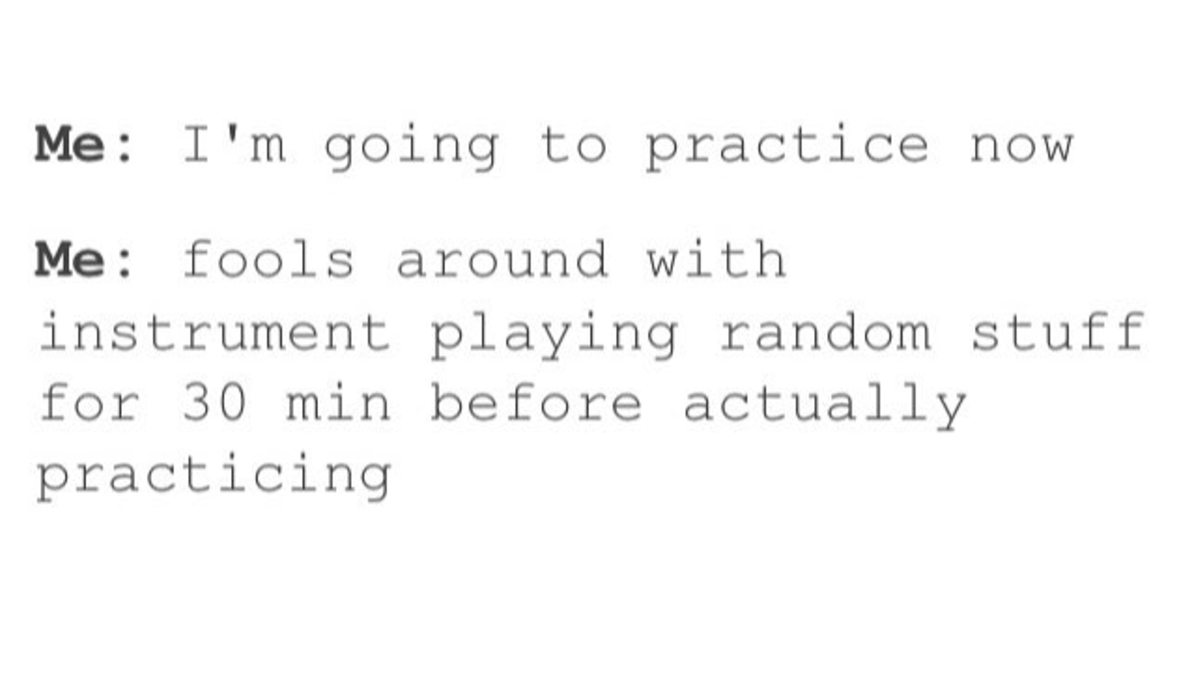 Me: I'm going to practice now
Me: fools around with
instrument playing random stuff
for 30 min before actually
practicing